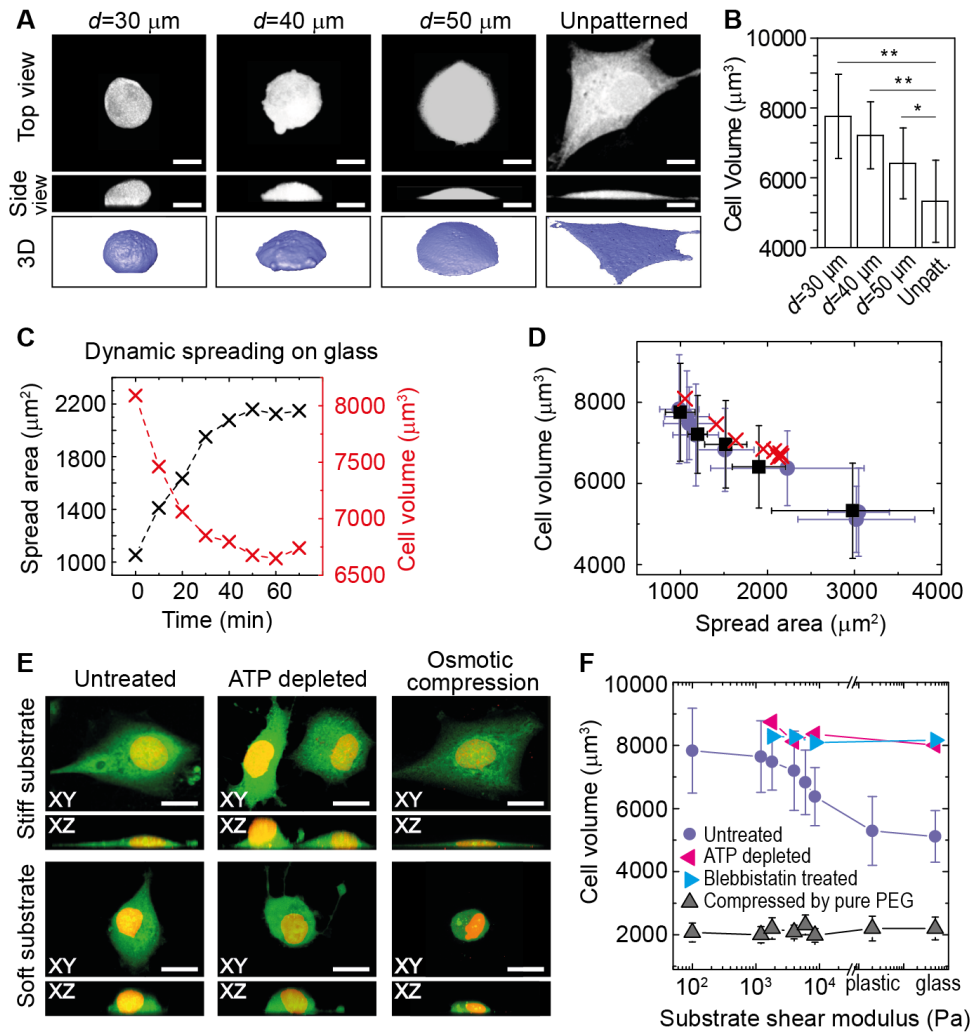 A
d=30 μm
d=40 μm
d=50 μm
Unpatterned
Top view
Side view
3D
B
Cell Volume (μm³)
10000
8000
6000
4000
**
**
*
d=30 μm
d=40 μm
d=50 μm
Unpatt.
C
Dynamic spreading on glass
Spread area (μm²)
2200
1800
1400
1000
8000
7500
7000
6500
Cell volume (μm³)
0 20 40 60
Time (min)
D
Cell volume (μm³)
8000
6000
4000
1000 2000 3000 4000
Spread area (μm²)
E
Untreated
ATP depleted
Osmotic
compression
Stiff substrate
XY
XY
XY
XZ
XZ
XZ
Soft substrate
XY
XY
XY
XZ
XZ
XZ
F
Cell volume (μm³)
10000
8000
6000
4000
2000
Untreated
ATP depleted
Blebbistatin treated
Compressed by pure PEG
10² 10³ 10⁴ plastic glass
Substrate shear modulus (Pa)